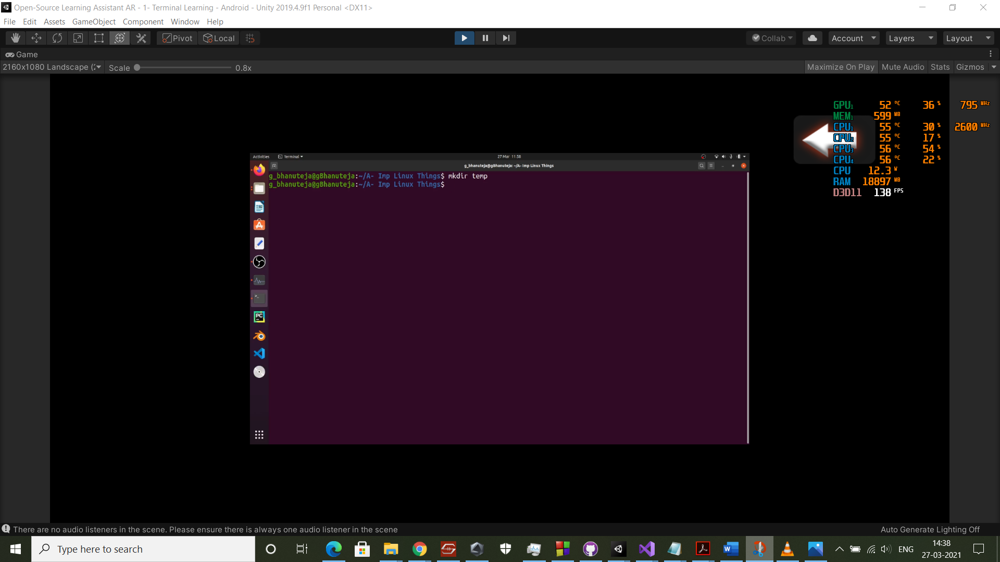 Open-Source Learning Assistant AR - 1- Terminal Learning - Android - Unity 2019.4.9f1 Personal <DX11>
File Edit Assets GameObject Component Window Help
Pivot Local Collab Account Layers Layout
Game
2160x1080 Landscape (2 Scale 0.8x Maximize On Play Mute Audio Stats Gizmos
GPU1 52 °C 36 % 795 MHz
MEM1 599 MB
CPU1 55 °C 30 % 2600 MHz
CPU2 55 °C 17 %
CPU3 56 °C 54 %
CPU4 56 °C 22 %
CPU 12.3 W
RAM 18897 MB
D3D11 138 FPS
Activities Terminal 27 Mar 11:58
g_bhanuteja@gBhanuteja: ~/A- Imp Linux Things
g_bhanuteja@gBhanuteja:~/A- Imp Linux Things$ mkdir temp
g_bhanuteja@gBhanuteja:~/A- Imp Linux Things$
PC
There are no audio listeners in the scene. Please ensure there is always one audio listener in the scene
Auto Generate Lighting Off
Type here to search
ENG
14:38
27-03-2021